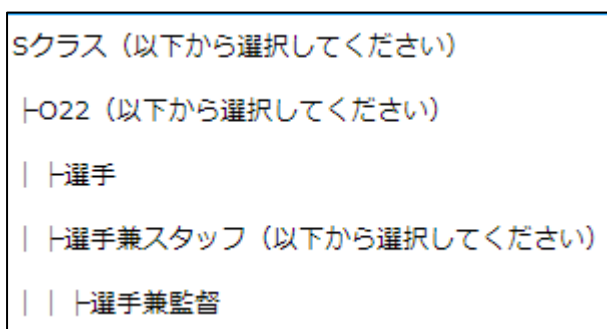 Sクラス（以下から選択してください）
├O22（以下から選択してください）
│ ├選手
│ ├選手兼スタッフ（以下から選択してください）
│ │ ├選手兼監督